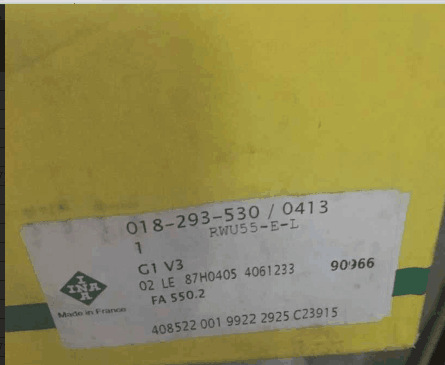 018-293-530 / 0413
RWU55-E-L
1
G1 V3
02 LE 87H0405 4061233 90966
FA 550.2
INA
Made in France
408522 001 9922 2925 C23915